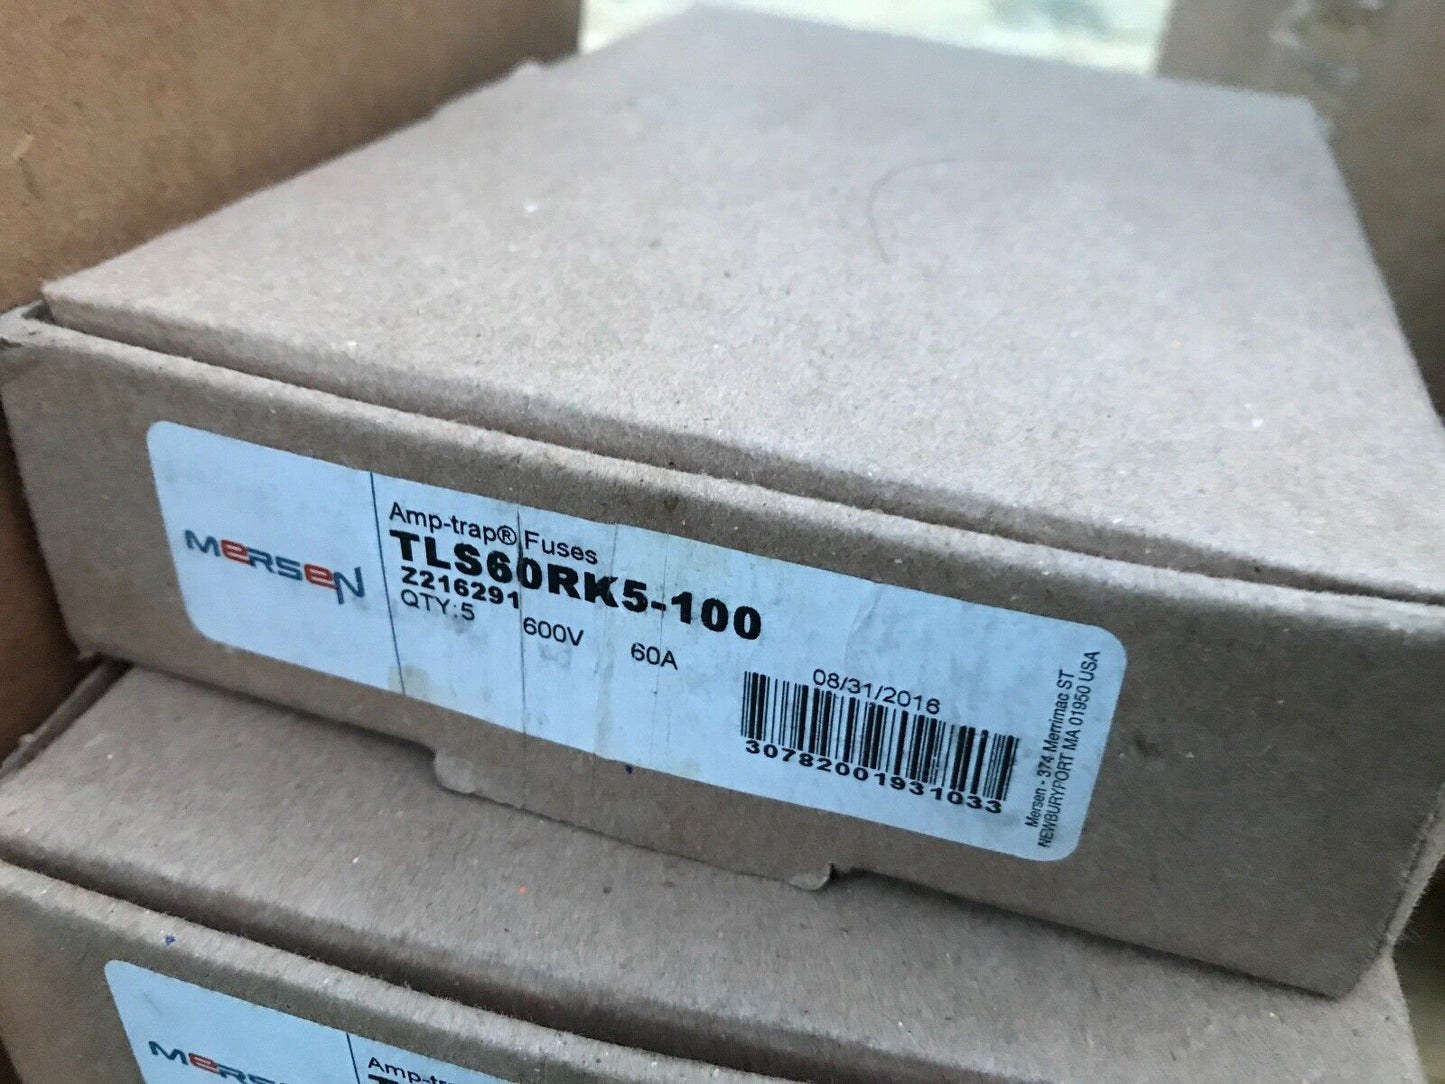 MERSEN
Amp-trap® Fuses
TLS60RK5-100
Z216291
QTY:5 600V 60A
08/31/2016
30782001931033
Mersen - 374 Merrimac ST
NEWBURYPORT MA 01950 USA
MERSEN
Amp-tr